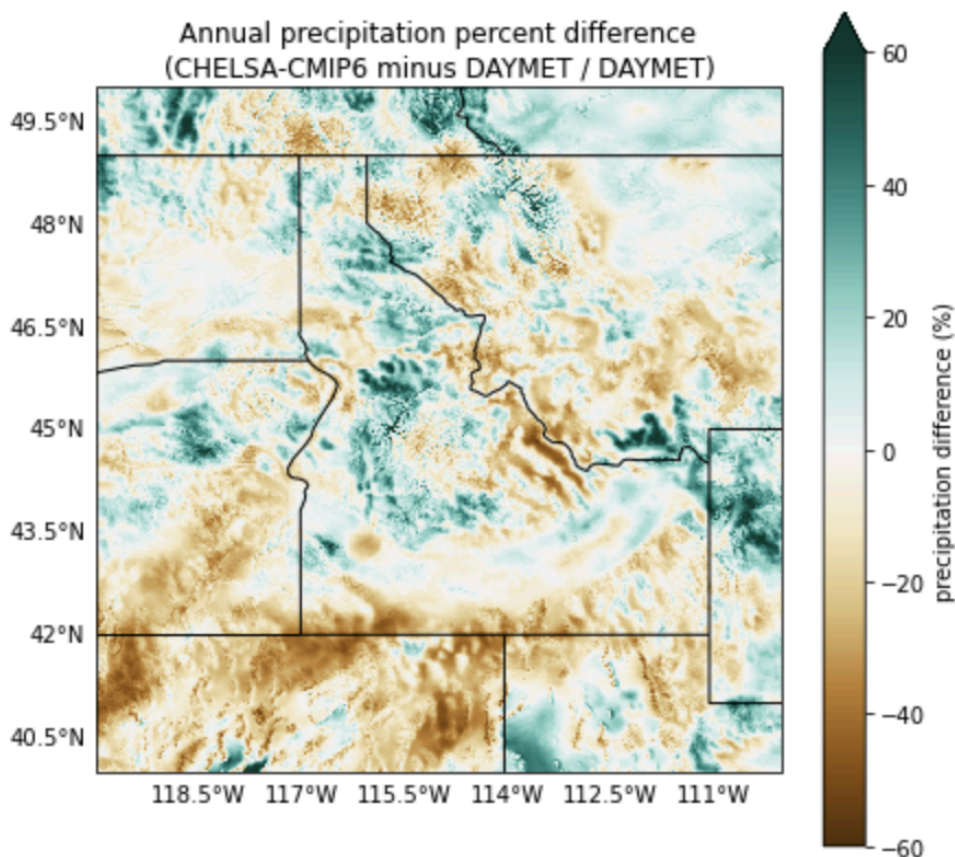 Annual precipitation percent difference
(CHELSA-CMIP6 minus DAYMET / DAYMET)
49.5°N
48°N
46.5°N
45°N
43.5°N
42°N
40.5°N
118.5°W 117°W 115.5°W 114°W 112.5°W 111°W
60
40
20
0
−20
−40
−60
precipitation difference (%)